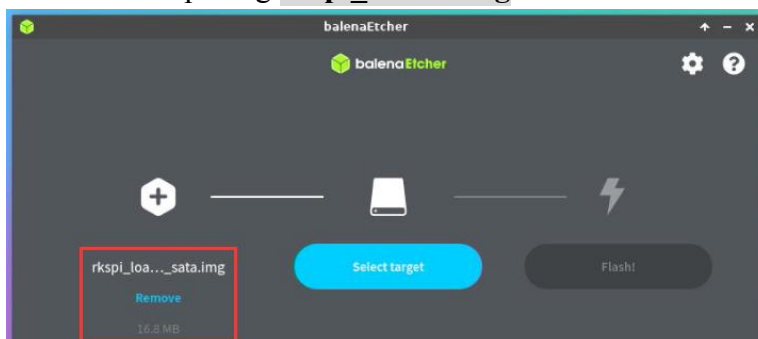 balenaEtcher
balenaEtcher
rkspi_loa..._sata.img
Select target
Flash!
Remove
16.8 MB